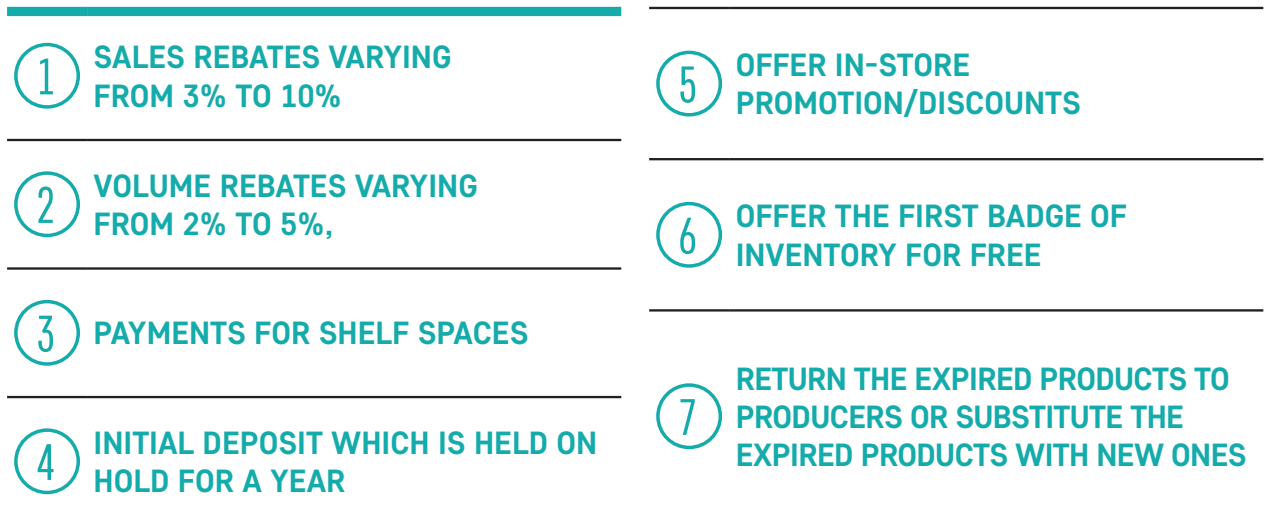 1
SALES REBATES VARYING
FROM 3% TO 10%
2
VOLUME REBATES VARYING
FROM 2% TO 5%,
3
PAYMENTS FOR SHELF SPACES
4
INITIAL DEPOSIT WHICH IS HELD ON
HOLD FOR A YEAR
5
OFFER IN-STORE
PROMOTION/DISCOUNTS
6
OFFER THE FIRST BADGE OF
INVENTORY FOR FREE
7
RETURN THE EXPIRED PRODUCTS TO
PRODUCERS OR SUBSTITUTE THE
EXPIRED PRODUCTS WITH NEW ONES